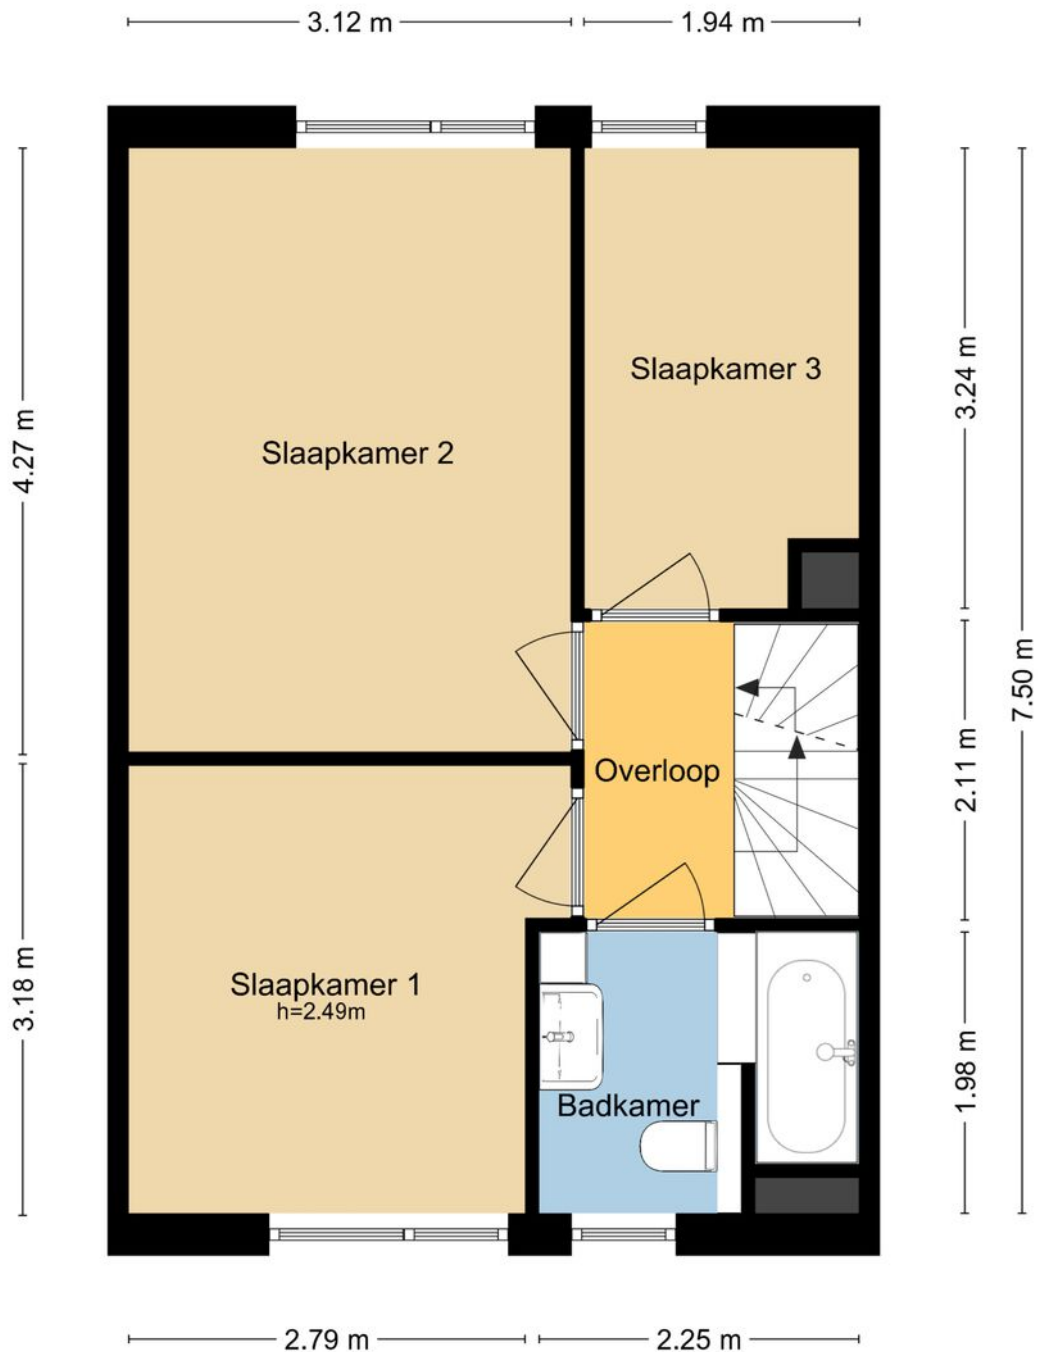 3.12 m
1.94 m
4.27 m
3.24 m
7.50 m
Slaapkamer 3
Slaapkamer 2
Overloop
2.11 m
3.18 m
Slaapkamer 1
h=2.49m
1.98 m
Badkamer
2.79 m
2.25 m